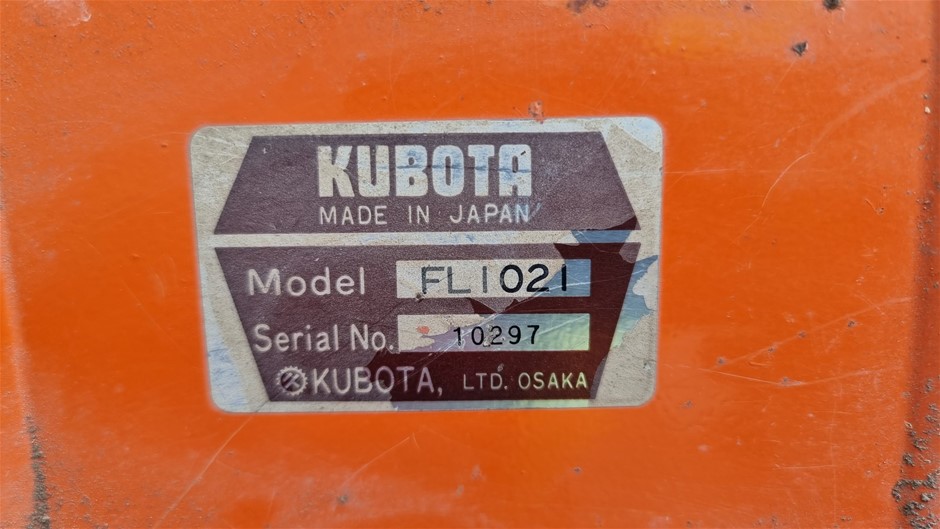 KUBOTA
MADE IN JAPAN
Model FL1021
Serial No. 10297
KUBOTA, LTD. OSAKA